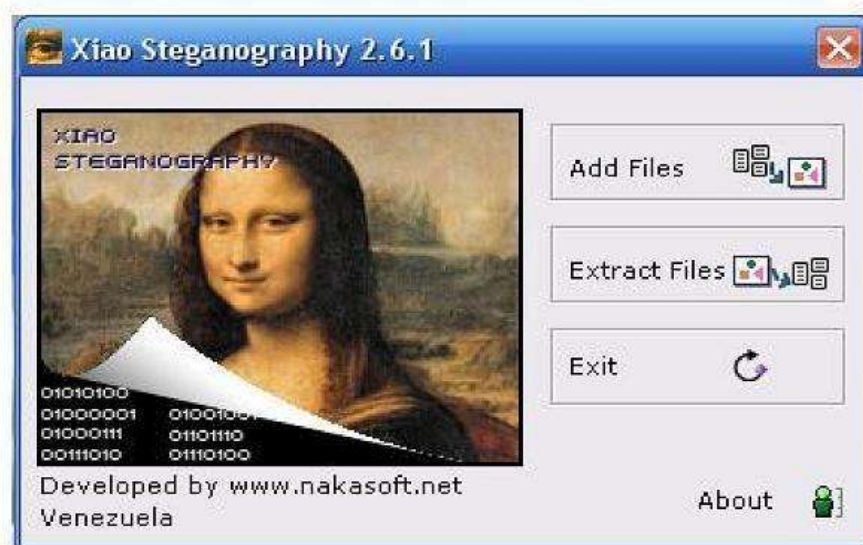 Xiao Steganography 2.6.1
XIAO
STEGANOGRAPHY
Add Files
Extract Files
Exit
01010100
01000001
01000111 01101110
00111010 01110100
Developed by www.nakasoft.net
Venezuela
About